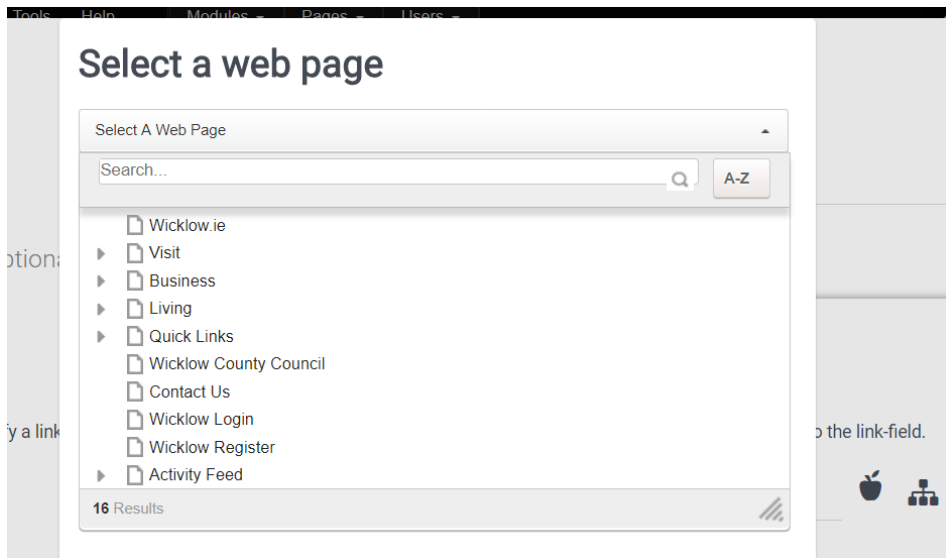 Tools Help Modules Pages Users
Select a web page
Select A Web Page
Search...
A-Z
Wicklow.ie
Visit
Business
Living
Quick Links
Wicklow County Council
Contact Us
Wicklow Login
Wicklow Register
Activity Feed
16 Results
a link
the link-field.